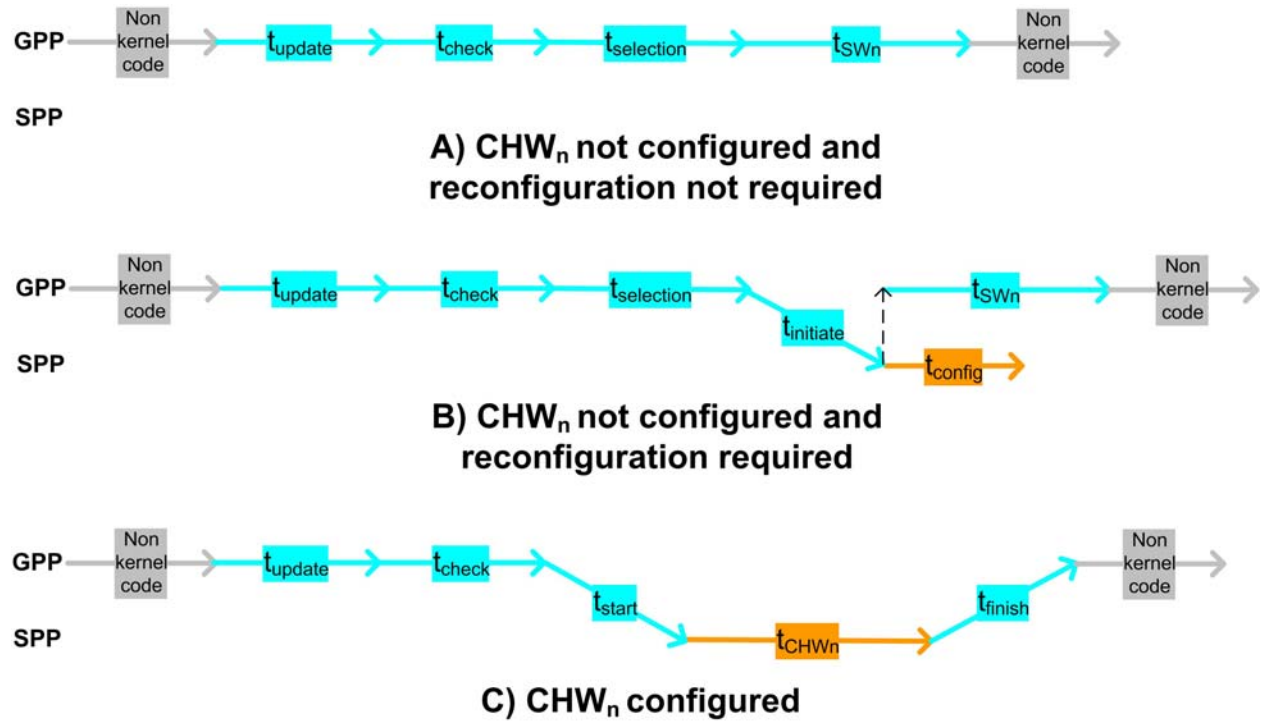 GPP Non kernel code t_update t_check t_selection t_SWn Non kernel code
SPP
A) CHW_n not configured and
reconfiguration not required
GPP Non kernel code t_update t_check t_selection t_initiate t_SWn Non kernel code
SPP t_config
B) CHW_n not configured and
reconfiguration required
GPP Non kernel code t_update t_check t_start t_finish Non kernel code
SPP t_CHWn
C) CHW_n configured